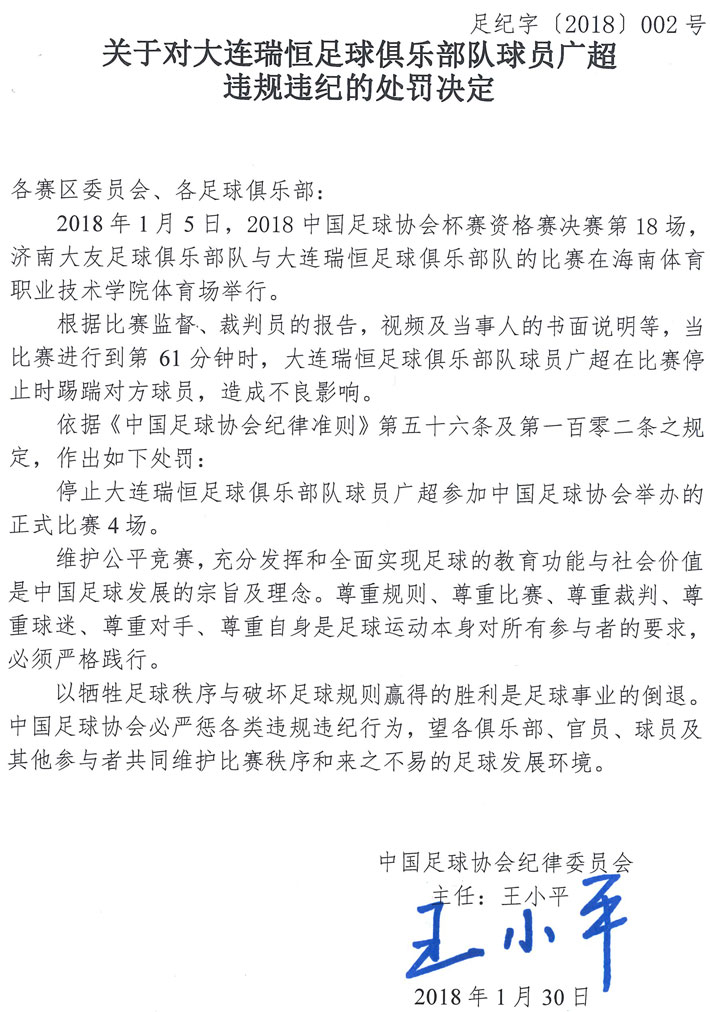 足纪字〔2018〕002号
关于对大连瑞恒足球俱乐部队球员广超
违规违纪的处罚决定
各赛区委员会、各足球俱乐部：
2018年1月5日，2018中国足球协会杯赛资格赛决赛第18场，
济南大友足球俱乐部队与大连瑞恒足球俱乐部队的比赛在海南体育
职业技术学院体育场举行。
根据比赛监督、裁判员的报告，视频及当事人的书面说明等，当
比赛进行到第 61分钟时，大连瑞恒足球俱乐部队球员广超在比赛停
止时踢踹对方球员，造成不良影响。
依据《中国足球协会纪律准则》第五十六条及第一百零二条之规
定，作出如下处罚：
停止大连瑞恒足球俱乐部队球员广超参加中国足球协会举办的
正式比赛4场。
维护公平竞赛，充分发挥和全面实现足球的教育功能与社会价值
是中国足球发展的宗旨及理念。尊重规则、尊重比赛、尊重裁判、尊
重球迷、尊重对手、尊重自身是足球运动本身对所有参与者的要求，
必须严格践行。
以牺牲足球秩序与破坏足球规则赢得的胜利是足球事业的倒退。
中国足球协会必严惩各类违规违纪行为，望各俱乐部、官员、球员及
其他参与者共同维护比赛秩序和来之不易的足球发展环境。
中国足球协会纪律委员会
主任：王小平
王小平
2018年1月30日